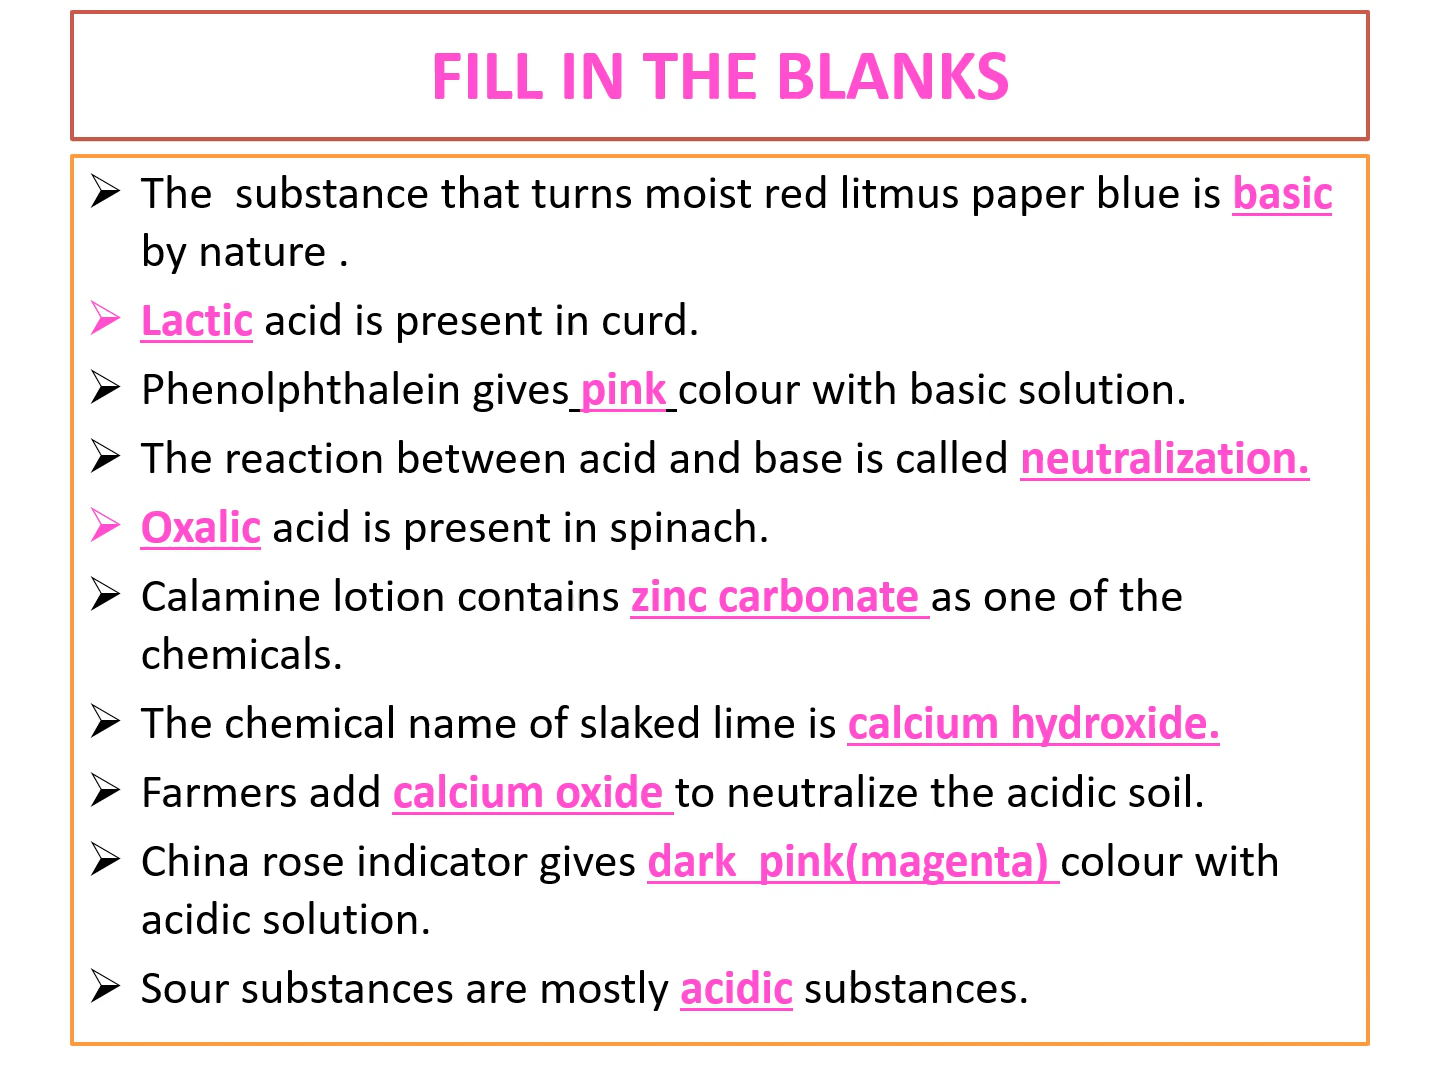 FILL IN THE BLANKS
➢ The  substance that turns moist red litmus paper blue is basic
by nature .
➢ Lactic acid is present in curd.
➢ Phenolphthalein gives pink colour with basic solution.
➢ The reaction between acid and base is called neutralization.
➢ Oxalic acid is present in spinach.
➢ Calamine lotion contains zinc carbonate as one of the
chemicals.
➢ The chemical name of slaked lime is calcium hydroxide.
➢ Farmers add calcium oxide to neutralize the acidic soil.
➢ China rose indicator gives dark  pink(magenta) colour with
acidic solution.
➢ Sour substances are mostly acidic substances.